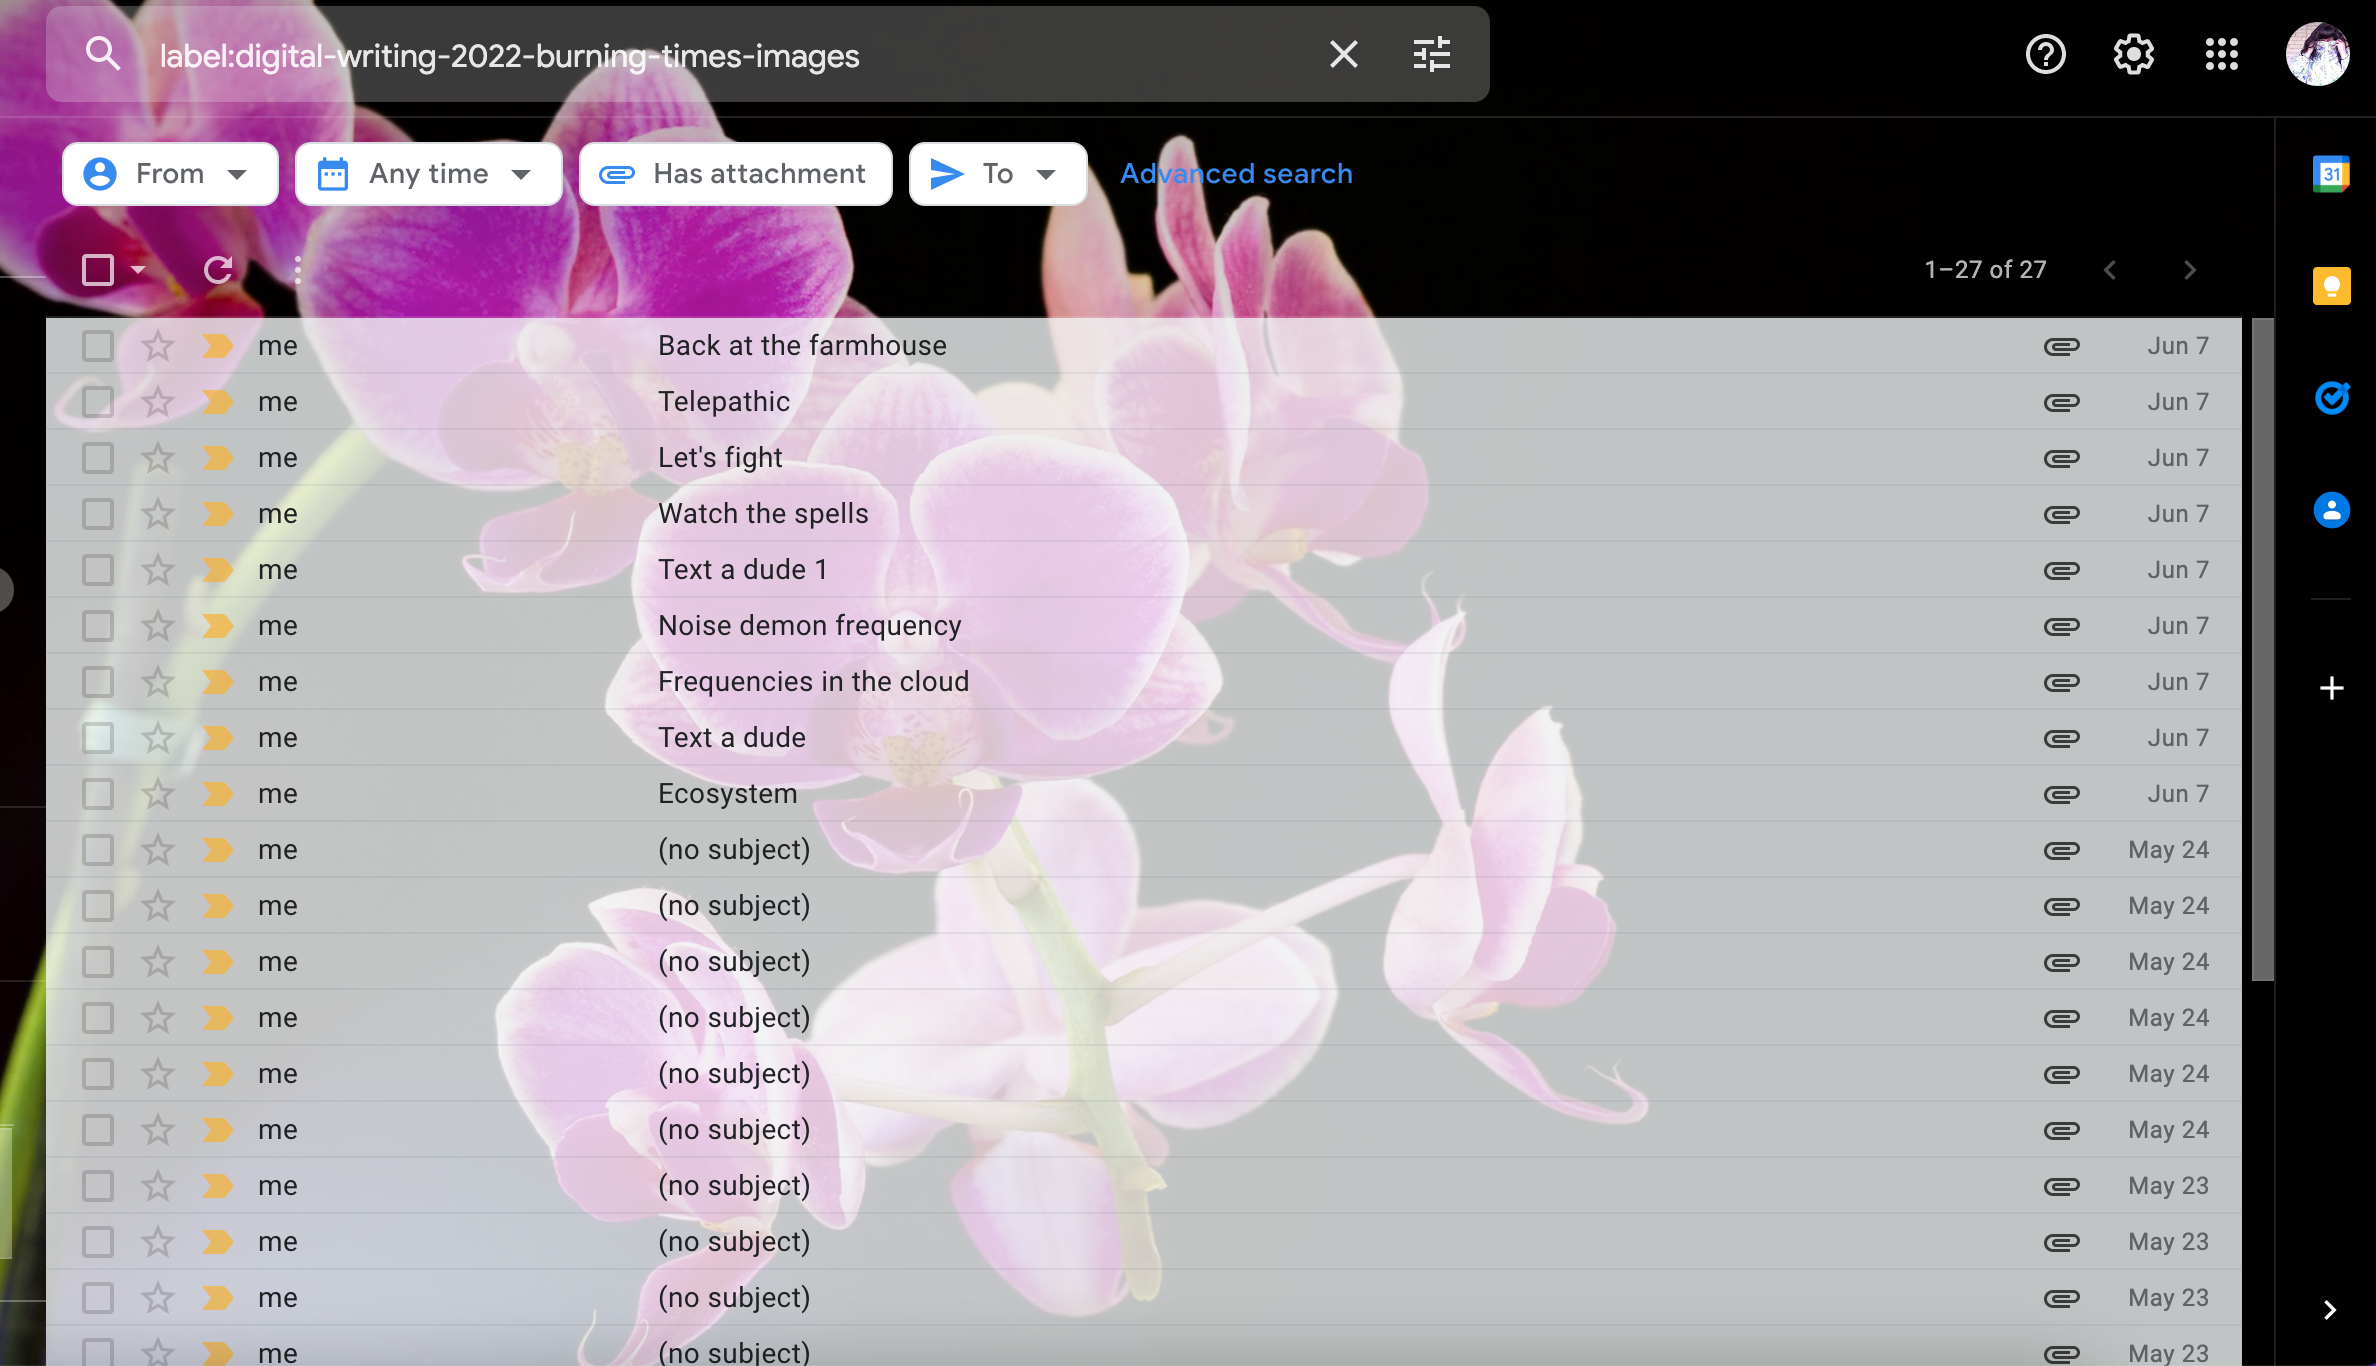 label:digital-writing-2022-burning-times-images
From Any time Has attachment To Advanced search
31
1–27 of 27
me Back at the farmhouse Jun 7
me Telepathic Jun 7
me Let's fight Jun 7
me Watch the spells Jun 7
me Text a dude 1 Jun 7
me Noise demon frequency Jun 7
me Frequencies in the cloud Jun 7
me Text a dude Jun 7
me Ecosystem Jun 7
me (no subject) May 24
me (no subject) May 24
me (no subject) May 24
me (no subject) May 24
me (no subject) May 24
me (no subject) May 24
me (no subject) May 23
me (no subject) May 23
me (no subject) May 23
me (no subject) May 23